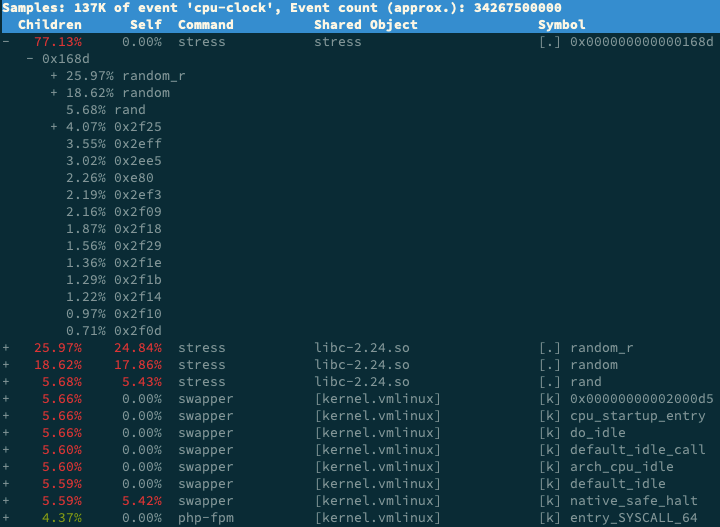 Samples: 137K of event 'cpu-clock', Event count (approx.): 34267500000
Children Self Command Shared Object Symbol
- 77.13% 0.00% stress stress [.] 0x000000000000168d
- 0x168d
+ 25.97% random_r
+ 18.62% random
5.68% rand
+ 4.07% 0x2f25
3.55% 0x2eff
3.02% 0x2ee5
2.26% 0xe80
2.19% 0x2ef3
2.16% 0x2f09
1.87% 0x2f18
1.56% 0x2f29
1.36% 0x2f1e
1.29% 0x2f1b
1.22% 0x2f14
0.97% 0x2f10
0.71% 0x2f0d
+ 25.97% 24.84% stress libc-2.24.so [.] random_r
+ 18.62% 17.86% stress libc-2.24.so [.] random
+ 5.68% 5.43% stress libc-2.24.so [.] rand
+ 5.66% 0.00% swapper [kernel.vmlinux] [k] 0x00000000002000d5
+ 5.66% 0.00% swapper [kernel.vmlinux] [k] cpu_startup_entry
+ 5.66% 0.00% swapper [kernel.vmlinux] [k] do_idle
+ 5.60% 0.00% swapper [kernel.vmlinux] [k] default_idle_call
+ 5.60% 0.00% swapper [kernel.vmlinux] [k] arch_cpu_idle
+ 5.59% 0.00% swapper [kernel.vmlinux] [k] default_idle
+ 5.59% 5.42% swapper [kernel.vmlinux] [k] native_safe_halt
+ 4.37% 0.00% php-fpm [kernel.vmlinux] [k] entry_SYSCALL_64